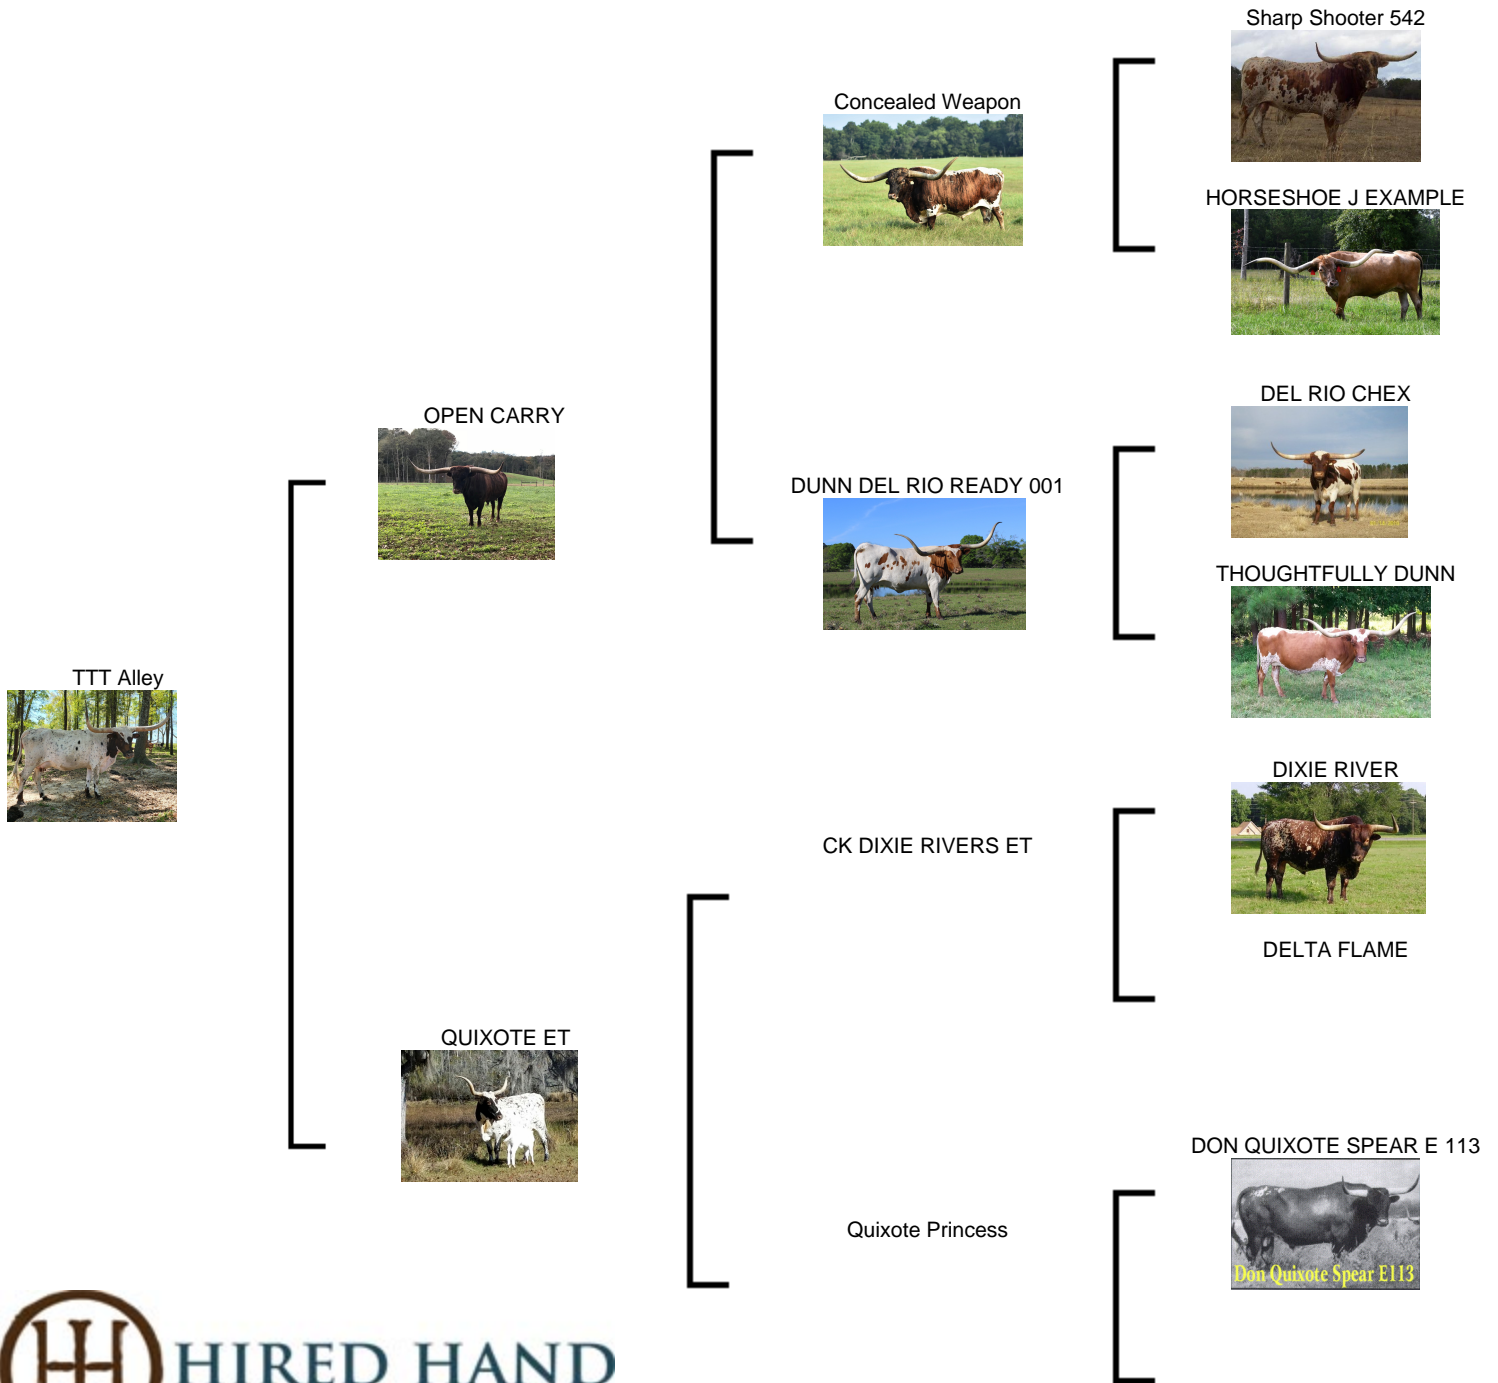 Sharp Shooter 542
Concealed Weapon
HORSESHOE J EXAMPLE
DEL RIO CHEX
OPEN CARRY
DUNN DEL RIO READY 001
THOUGHTFULLY DUNN
TTT Alley
DIXIE RIVER
CK DIXIE RIVERS ET
DELTA FLAME
QUIXOTE ET
DON QUIXOTE SPEAR E 113
Quixote Princess
Don Quixote Spear E113
HIRED HAND